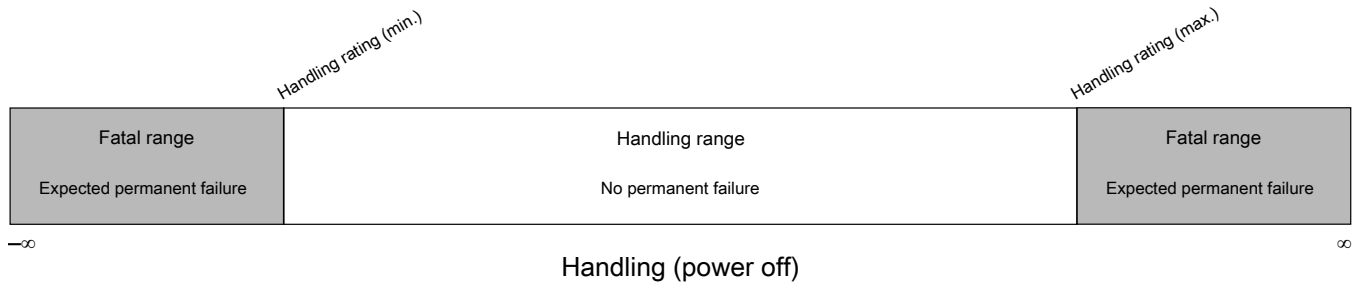 Handling rating (min.)
Handling rating (max.)
Fatal range
Handling range
Fatal range
Expected permanent failure
No permanent failure
Expected permanent failure
–∞
∞
Handling (power off)